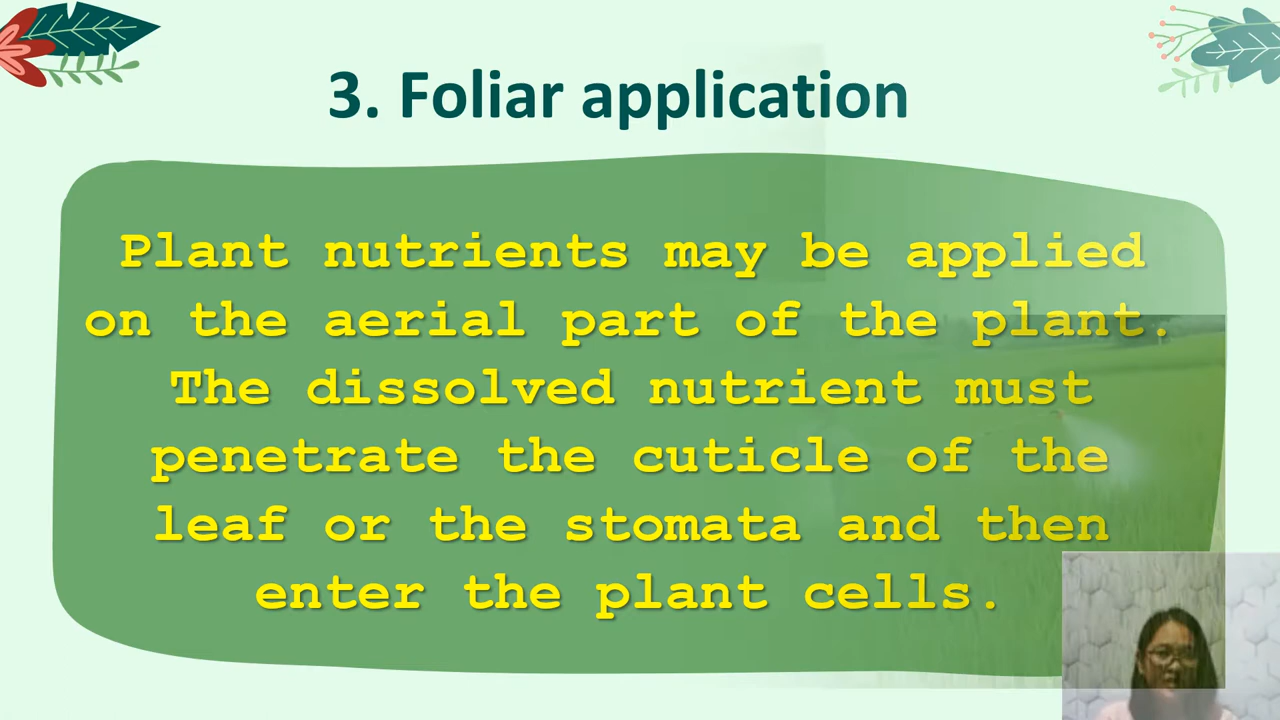 3. Foliar application
Plant nutrients may be applied
on the aerial part of the plant.
The dissolved nutrient must
penetrate the cuticle of the
leaf or the stomata and then
enter the plant cells.